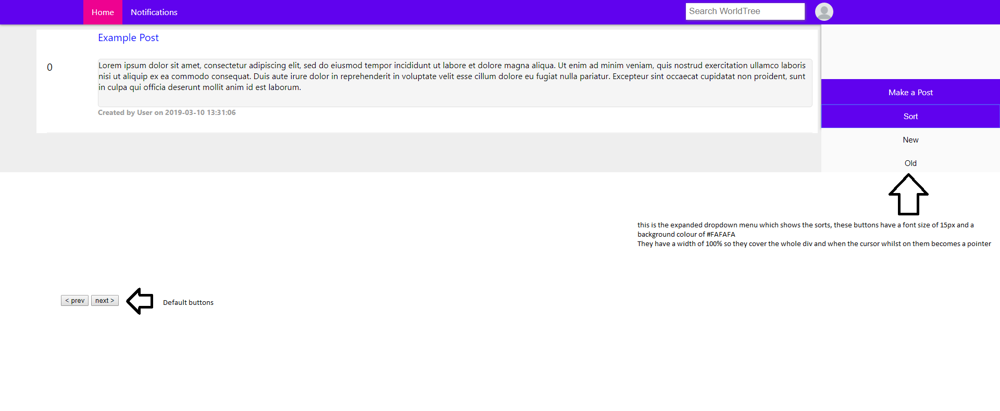 Home Notifications Search WorldTree
Example Post
0
Lorem ipsum dolor sit amet, consectetur adipiscing elit, sed do eiusmod tempor incididunt ut labore et dolore magna aliqua. Ut enim ad minim veniam, quis nostrud exercitation ullamco laboris
nisi ut aliquip ex ea commodo consequat. Duis aute irure dolor in reprehenderit in voluptate velit esse cillum dolore eu fugiat nulla pariatur. Excepteur sint occaecat cupidatat non proident, sunt
in culpa qui officia deserunt mollit anim id est laborum.
Created by User on 2019-03-10 13:31:06
Make a Post
Sort
New
Old
this is the expanded dropdown menu which shows the sorts, these buttons have a font size of 15px and a
background colour of #FAFAFA
They have a width of 100% so they cover the whole div and when the cursor whilst on them becomes a pointer
< prev next > Default buttons